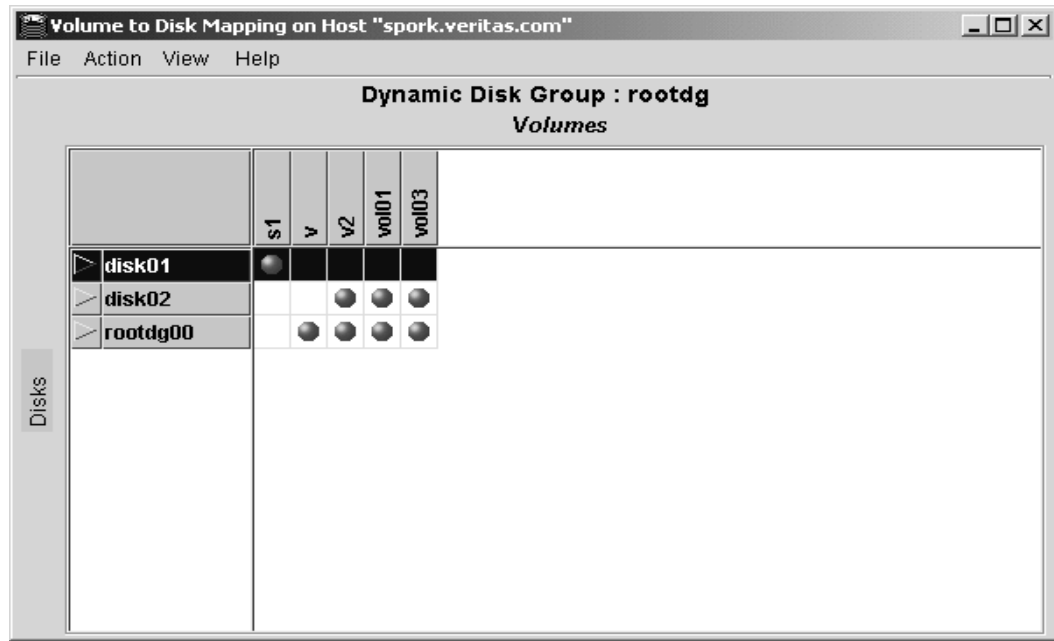 Volume to Disk Mapping on Host "spork.veritas.com"
File Action View Help
Dynamic Disk Group : rootdg
Volumes
s1 v v2 vol01 vol03
disk01
disk02
rootdg00
Disks